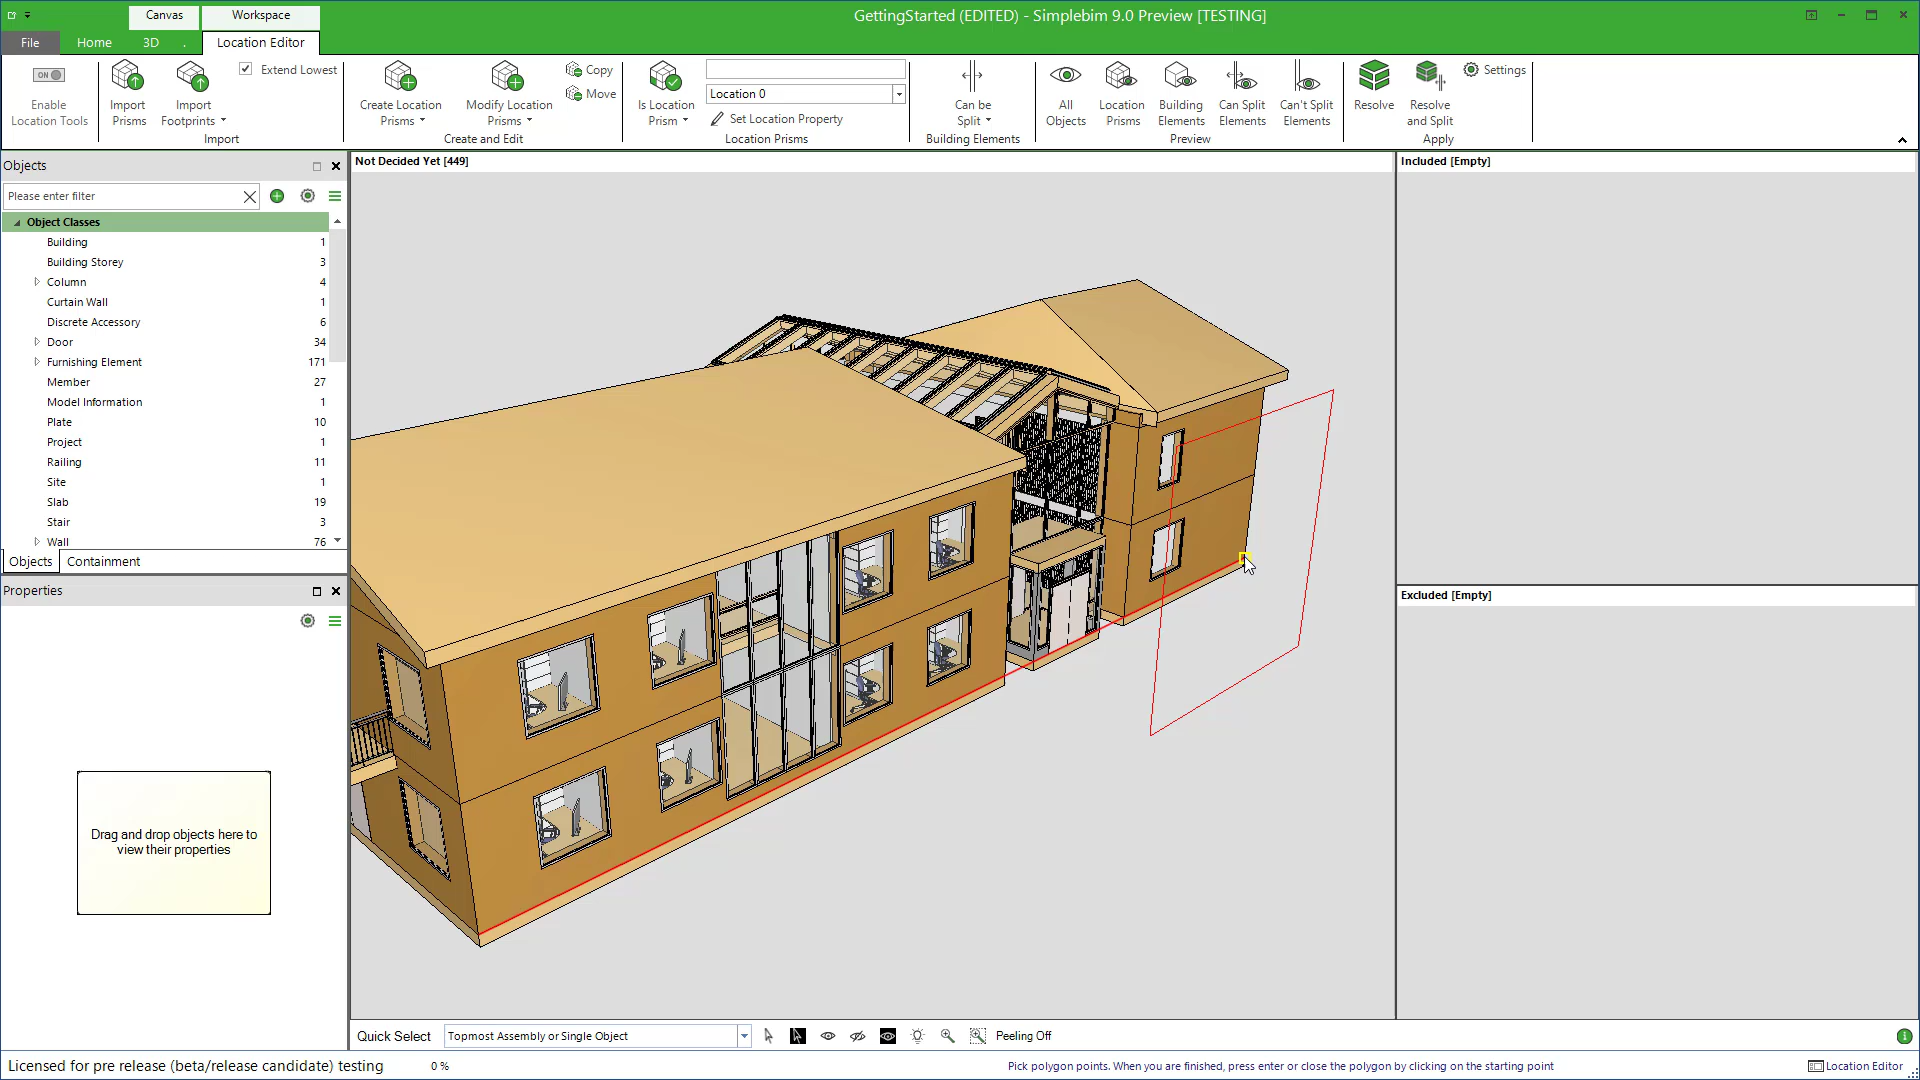 Canvas
Workspace
GettingStarted (EDITED) - Simplebim 9.0 Preview [TESTING]
File
Home
3D
.
Location Editor
ON
Enable
Location Tools
Import
Prisms
Import
Footprints
Extend Lowest
Import
Create Location
Prisms
Modify Location
Prisms
Copy
Move
Create and Edit
Is Location
Prism
Location 0
Set Location Property
Location Prisms
Can be
Split
Building Elements
All
Objects
Location
Prisms
Building
Elements
Can Split
Elements
Can't Split
Elements
Preview
Resolve
Resolve
and Split
Settings
Apply
Objects
Please enter filter
Object Classes
Building 1
Building Storey 3
Column 4
Curtain Wall 1
Discrete Accessory 6
Door 34
Furnishing Element 171
Member 27
Model Information 1
Plate 10
Project 1
Railing 11
Site 1
Slab 19
Stair 3
Wall 76
Objects
Containment
Properties
Drag and drop objects here to
view their properties
Not Decided Yet [449]
Included [Empty]
Excluded [Empty]
Quick Select
Topmost Assembly or Single Object
Peeling Off
Licensed for pre release (beta/release candidate) testing
0 %
Pick polygon points. When you are finished, press enter or close the polygon by clicking on the starting point
Location Editor